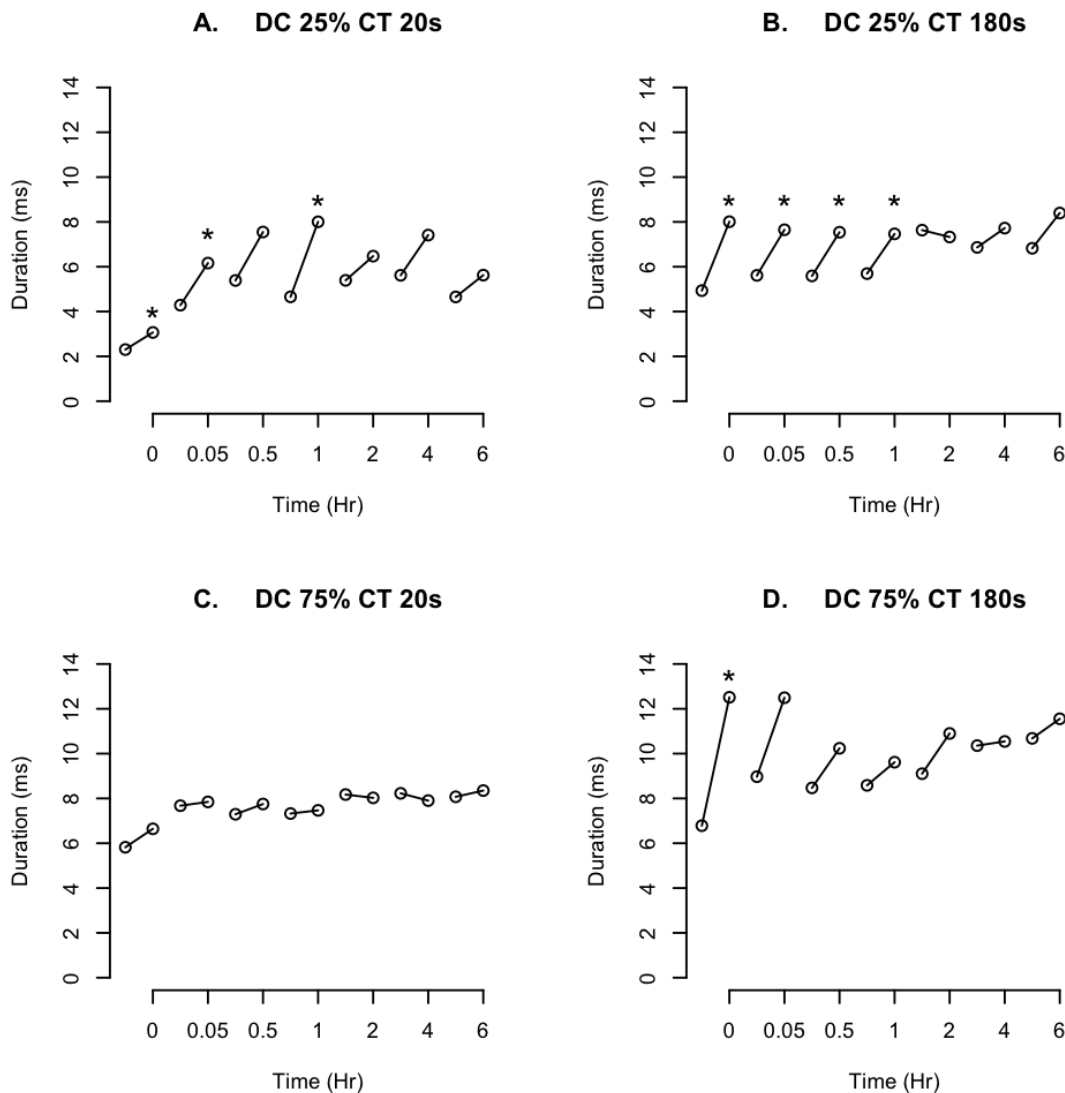 A. DC 25% CT 20s
Duration (ms)
14
12
10
8
6
4
2
0
* * *
0 0.05 0.5 1 2 4 6
Time (Hr)
B. DC 25% CT 180s
Duration (ms)
14
12
10
8
6
4
2
0
* * * *
0 0.05 0.5 1 2 4 6
Time (Hr)
C. DC 75% CT 20s
Duration (ms)
14
12
10
8
6
4
2
0
0 0.05 0.5 1 2 4 6
Time (Hr)
D. DC 75% CT 180s
Duration (ms)
14
12
10
8
6
4
2
0
*
0 0.05 0.5 1 2 4 6
Time (Hr)